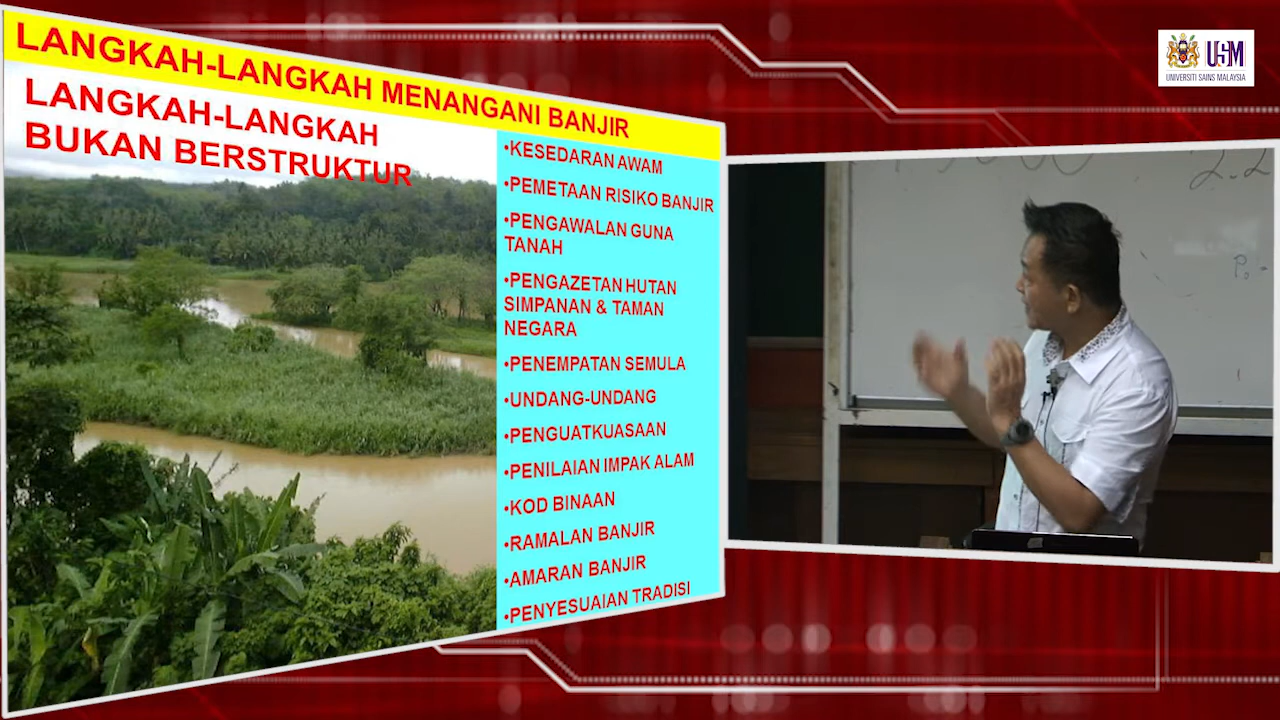 LANGKAH-LANGKAH MENANGANI BANJIR
LANGKAH-LANGKAH
BUKAN BERSTRUKTUR
•KESEDARAN AWAM
•PEMETAAN RISIKO BANJIR
•PENGAWALAN GUNA
TANAH
•PENGAZETAN HUTAN
SIMPANAN & TAMAN
NEGARA
•PENEMPATAN SEMULA
•UNDANG-UNDANG
•PENGUATKUASAAN
•PENILAIAN IMPAK ALAM
•KOD BINAAN
•RAMALAN BANJIR
•AMARAN BANJIR
•PENYESUAIAN TRADISI
USM
UNIVERSITI SAINS MALAYSIA